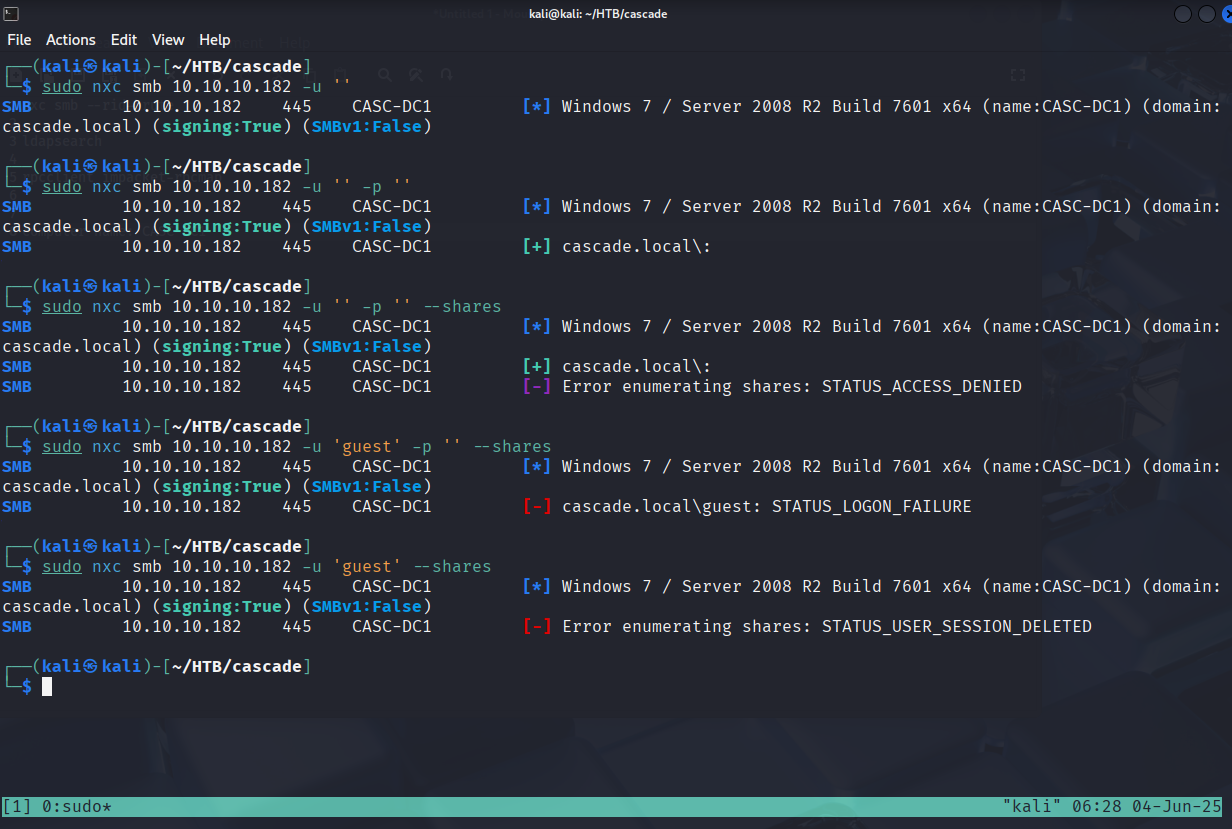 kali@kali: ~/HTB/cascade
File Actions Edit View Help
┌──(kali㉿kali)-[~/HTB/cascade]
└─$ sudo nxc smb 10.10.10.182 -u ''
SMB 10.10.10.182 445 CASC-DC1 [*] Windows 7 / Server 2008 R2 Build 7601 x64 (name:CASC-DC1) (domain:
cascade.local) (signing:True) (SMBv1:False)
┌──(kali㉿kali)-[~/HTB/cascade]
└─$ sudo nxc smb 10.10.10.182 -u '' -p ''
SMB 10.10.10.182 445 CASC-DC1 [*] Windows 7 / Server 2008 R2 Build 7601 x64 (name:CASC-DC1) (domain:
cascade.local) (signing:True) (SMBv1:False)
SMB 10.10.10.182 445 CASC-DC1 [+] cascade.local\:
┌──(kali㉿kali)-[~/HTB/cascade]
└─$ sudo nxc smb 10.10.10.182 -u '' -p '' --shares
SMB 10.10.10.182 445 CASC-DC1 [*] Windows 7 / Server 2008 R2 Build 7601 x64 (name:CASC-DC1) (domain:
cascade.local) (signing:True) (SMBv1:False)
SMB 10.10.10.182 445 CASC-DC1 [+] cascade.local\:
SMB 10.10.10.182 445 CASC-DC1 [-] Error enumerating shares: STATUS_ACCESS_DENIED
┌──(kali㉿kali)-[~/HTB/cascade]
└─$ sudo nxc smb 10.10.10.182 -u 'guest' -p '' --shares
SMB 10.10.10.182 445 CASC-DC1 [*] Windows 7 / Server 2008 R2 Build 7601 x64 (name:CASC-DC1) (domain:
cascade.local) (signing:True) (SMBv1:False)
SMB 10.10.10.182 445 CASC-DC1 [-] cascade.local\guest: STATUS_LOGON_FAILURE
┌──(kali㉿kali)-[~/HTB/cascade]
└─$ sudo nxc smb 10.10.10.182 -u 'guest' --shares
SMB 10.10.10.182 445 CASC-DC1 [*] Windows 7 / Server 2008 R2 Build 7601 x64 (name:CASC-DC1) (domain:
cascade.local) (signing:True) (SMBv1:False)
SMB 10.10.10.182 445 CASC-DC1 [-] Error enumerating shares: STATUS_USER_SESSION_DELETED
┌──(kali㉿kali)-[~/HTB/cascade]
└─$
[1] 0:sudo* "kali" 06:28 04-Jun-25